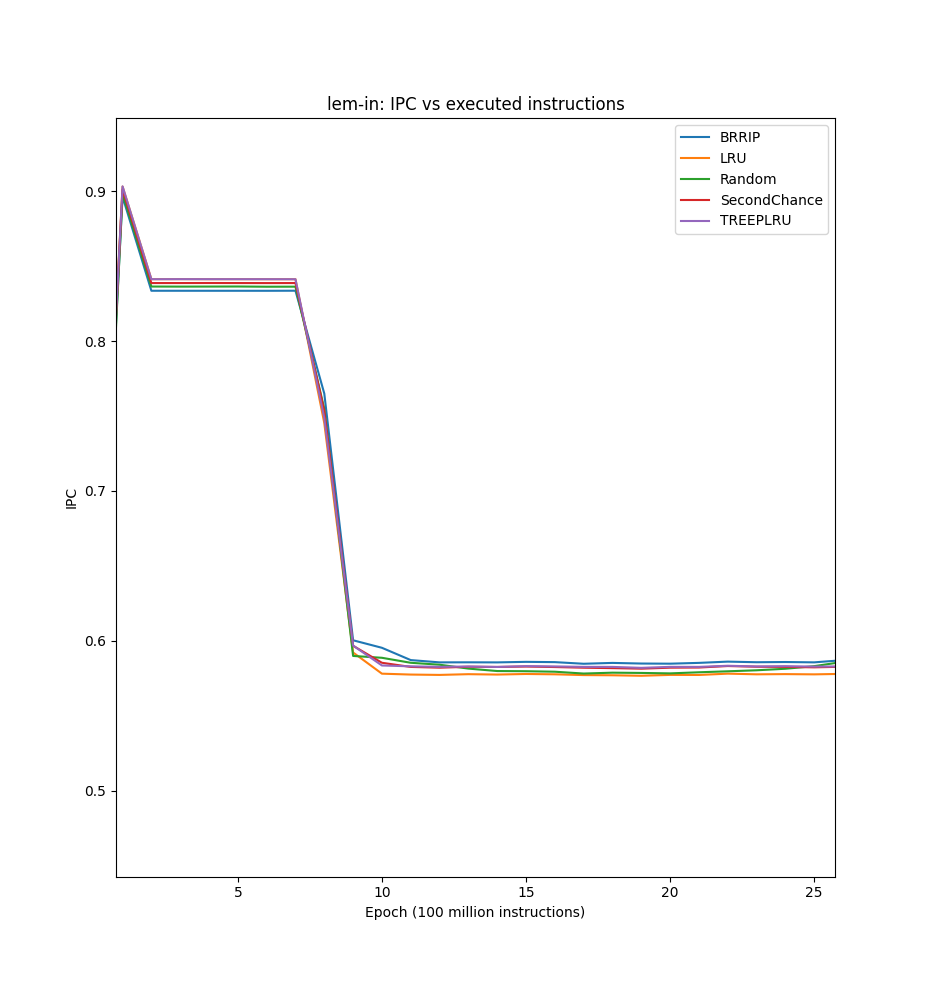 lem-in: IPC vs executed instructions
BRRIP
LRU
Random
SecondChance
TREEPLRU
0.9
0.8
0.7
0.6
0.5
IPC
5 10 15 20 25
Epoch (100 million instructions)